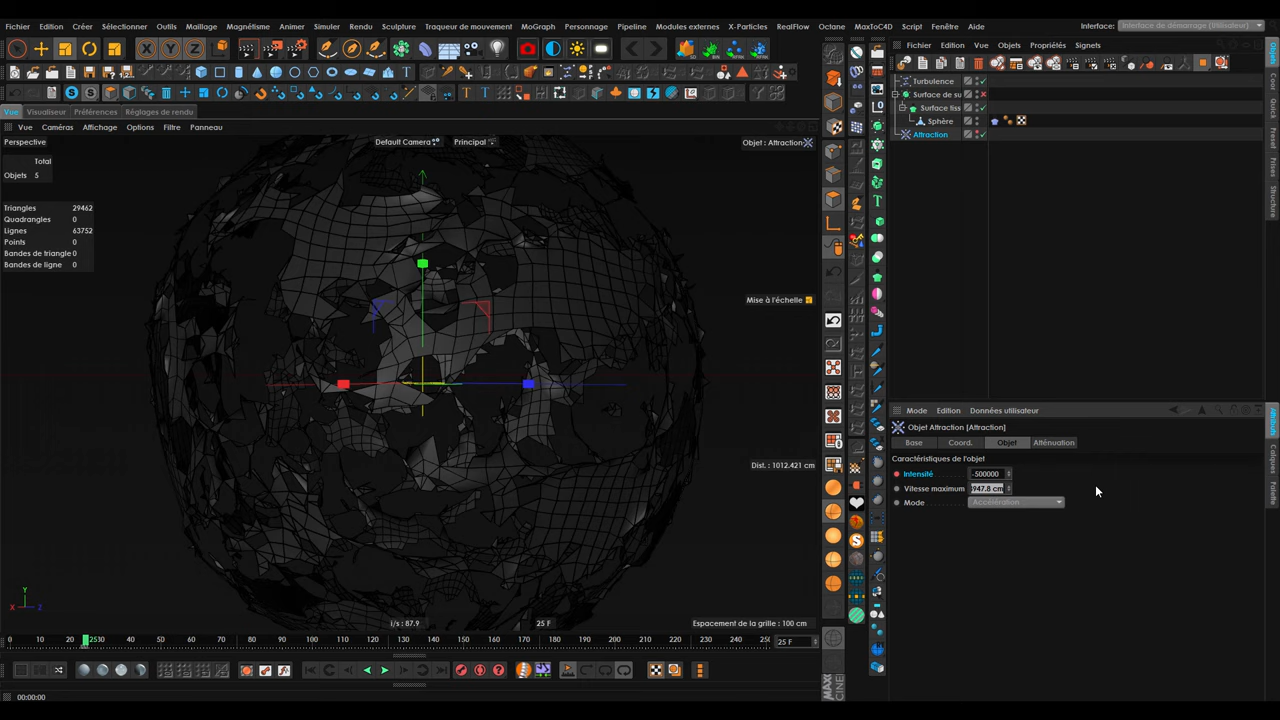 Fichier Edition Créer Sélectionner Outils Maillage Magnétisme Animer Simuler Rendu Sculpture Traqueur de mouvement MoGraph Personnage Pipeline Modules externes X-Particles RealFlow Octane MaxToC4D Script Fenêtre Aide Interface: Interface de démarrage (Utilisateur)
Fichier Edition Vue Objets Propriétés Signets
Vue Visualiseur Préférences Réglages de rendu
Vue Caméras Affichage Options Filtre Panneau
Perspective Default Camera Principal Objet : Attraction
Total
Objets 5
Triangles 29462
Quadrangles 0
Lignes 63752
Points 0
Bandes de triangle 0
Bandes de ligne 0
Mise à l'échelle
Dist. : 1012.421 cm
Y
X Z
i/s : 87.9 25 F Espacement de la grille : 100 cm
0 10 20 2530 40 50 60 70 80 90 100 110 120 130 140 150 160 170 180 190 200 210 220 230 240 25 25 F
00:00:00
Turbulence
Surface de su
Surface liss
Sphère
Attraction
Mode Edition Données utilisateur
Objet Attraction [Attraction]
Base Coord. Objet Atténuation
Caractéristiques de l'objet
Intensité -500000
Vitesse maximum 947.8 cm
Mode Accélération
Objets
Structure
Attributs
Calques